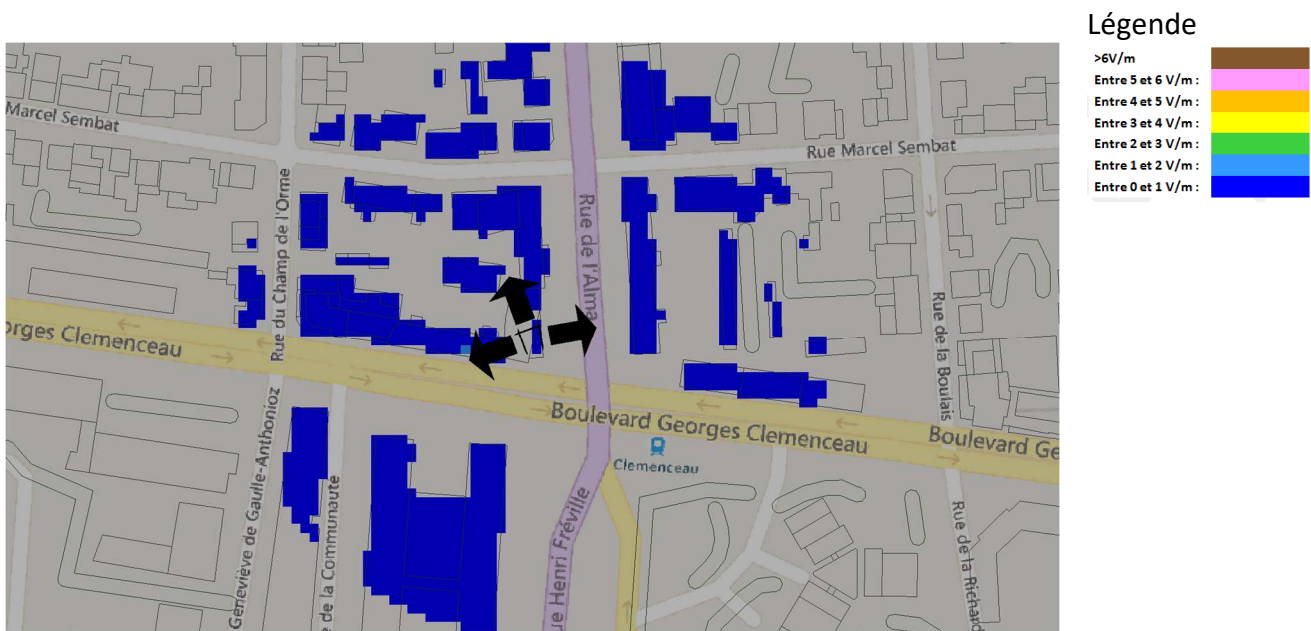 Légende
>6V/m
Entre 5 et 6 V/m :
Entre 4 et 5 V/m :
Entre 3 et 4 V/m :
Entre 2 et 3 V/m :
Entre 1 et 2 V/m :
Entre 0 et 1 V/m :
Marcel Sembat
Rue Marcel Sembat
Rue du Champ de l'Orme
Rue de l'Alma
Rue de la Boulais
orges Clemenceau
Boulevard Georges Clemenceau
Boulevard Ge
Clemenceau
Geneviève de Gaulle-Anthonioz
e de la Communauté
ue Henri Fréville
Rue de la Richard